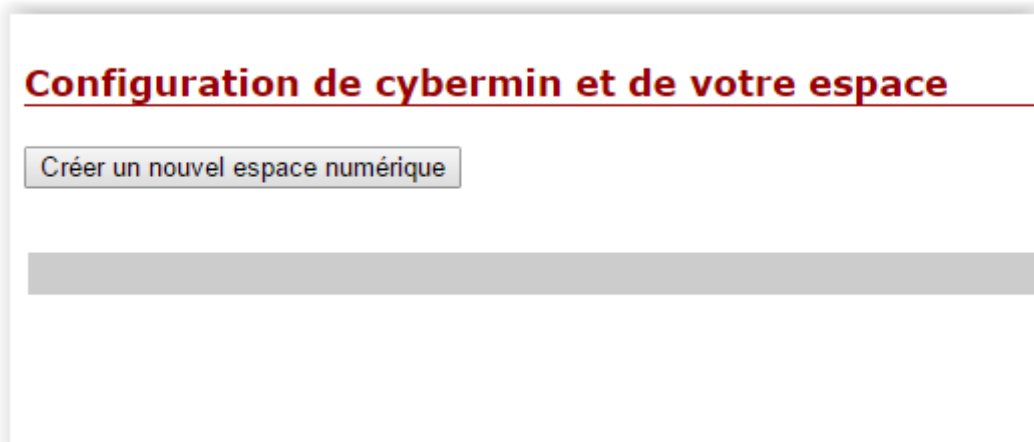 Configuration de cybermin et de votre espace
Créer un nouvel espace numérique